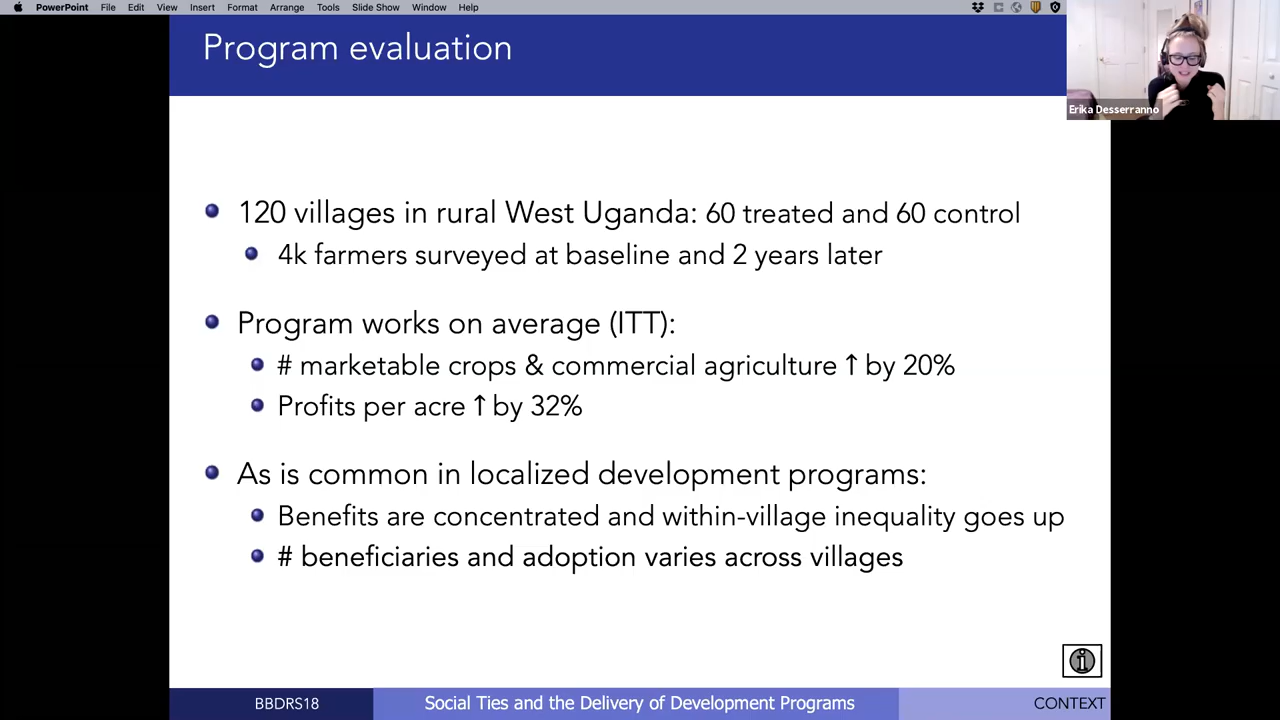 PowerPoint File Edit View Insert Format Arrange Tools Slide Show Window Help
Program evaluation
Erika Desserranno
120 villages in rural West Uganda: 60 treated and 60 control
4k farmers surveyed at baseline and 2 years later
Program works on average (ITT):
# marketable crops & commercial agriculture ↑ by 20%
Profits per acre ↑ by 32%
As is common in localized development programs:
Benefits are concentrated and within-village inequality goes up
# beneficiaries and adoption varies across villages
BBDRS18 Social Ties and the Delivery of Development Programs CONTEXT